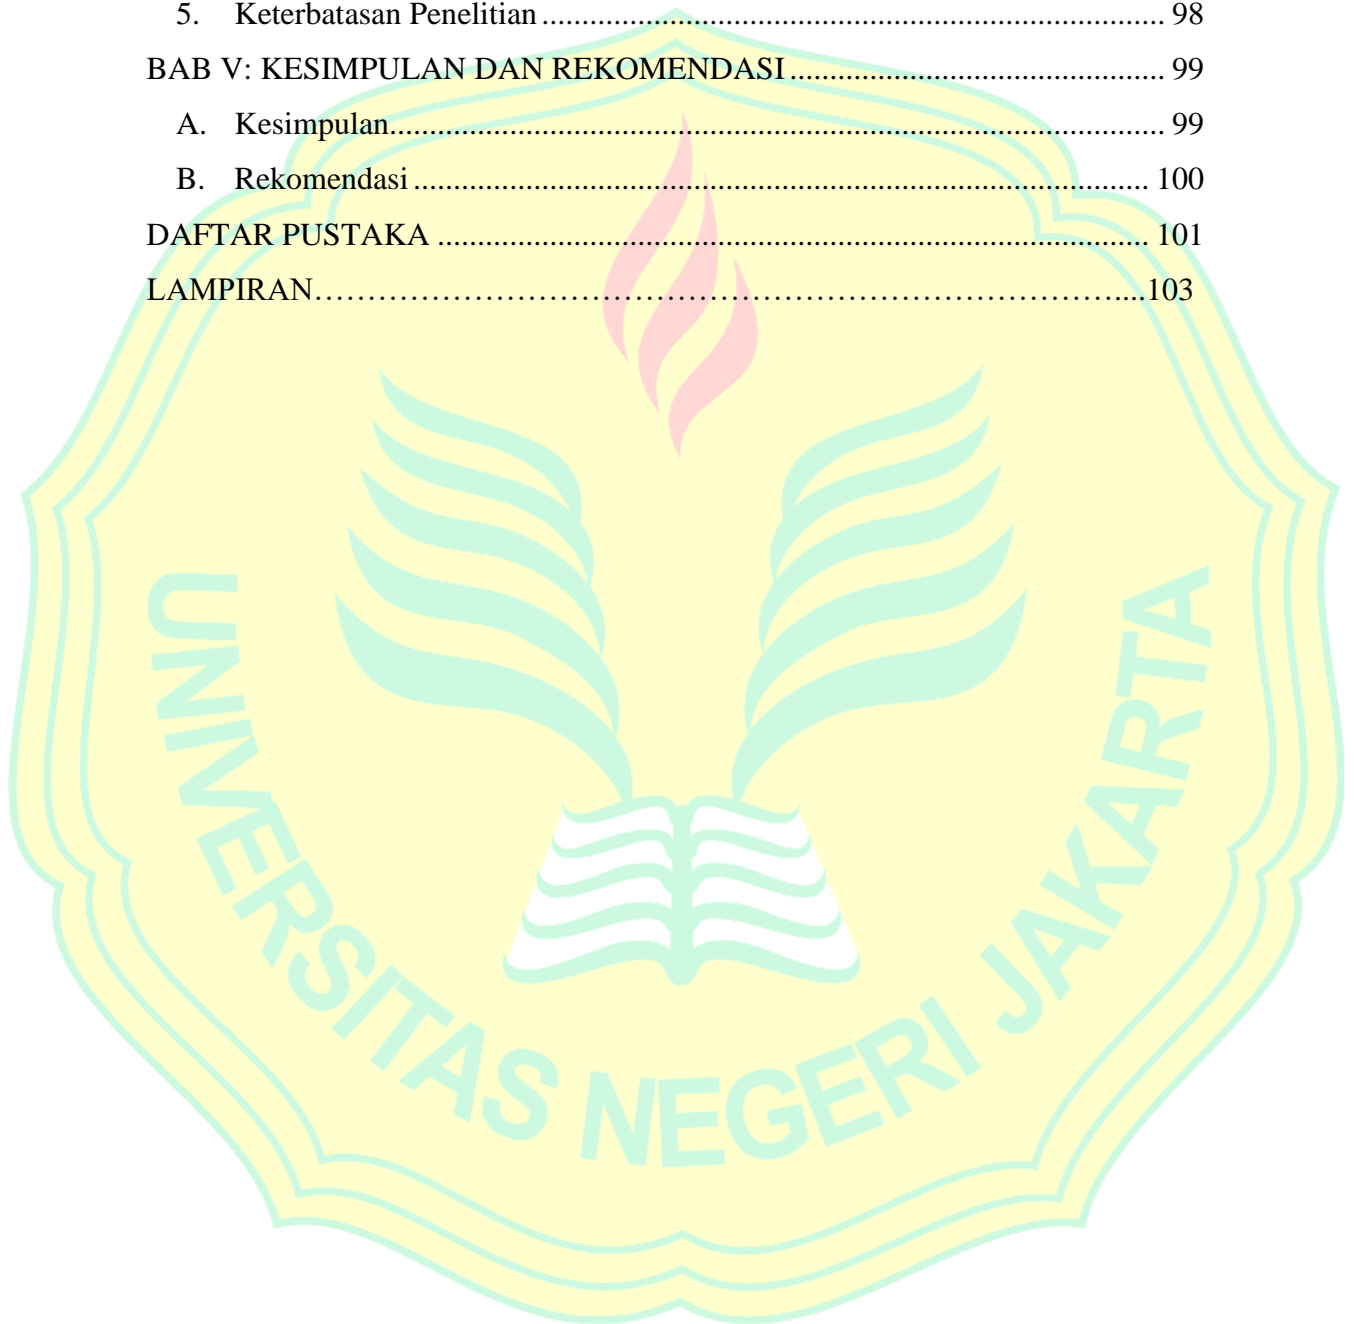 5. Keterbatasan Penelitian ................................................................................ 98
BAB V: KESIMPULAN DAN REKOMENDASI ................................................ 99
A. Kesimpulan................................................................................................... 99
B. Rekomendasi .............................................................................................. 100
DAFTAR PUSTAKA ........................................................................................... 101
LAMPIRAN……………………………………………………………………....103
UNIVERSITAS NEGERI JAKARTA